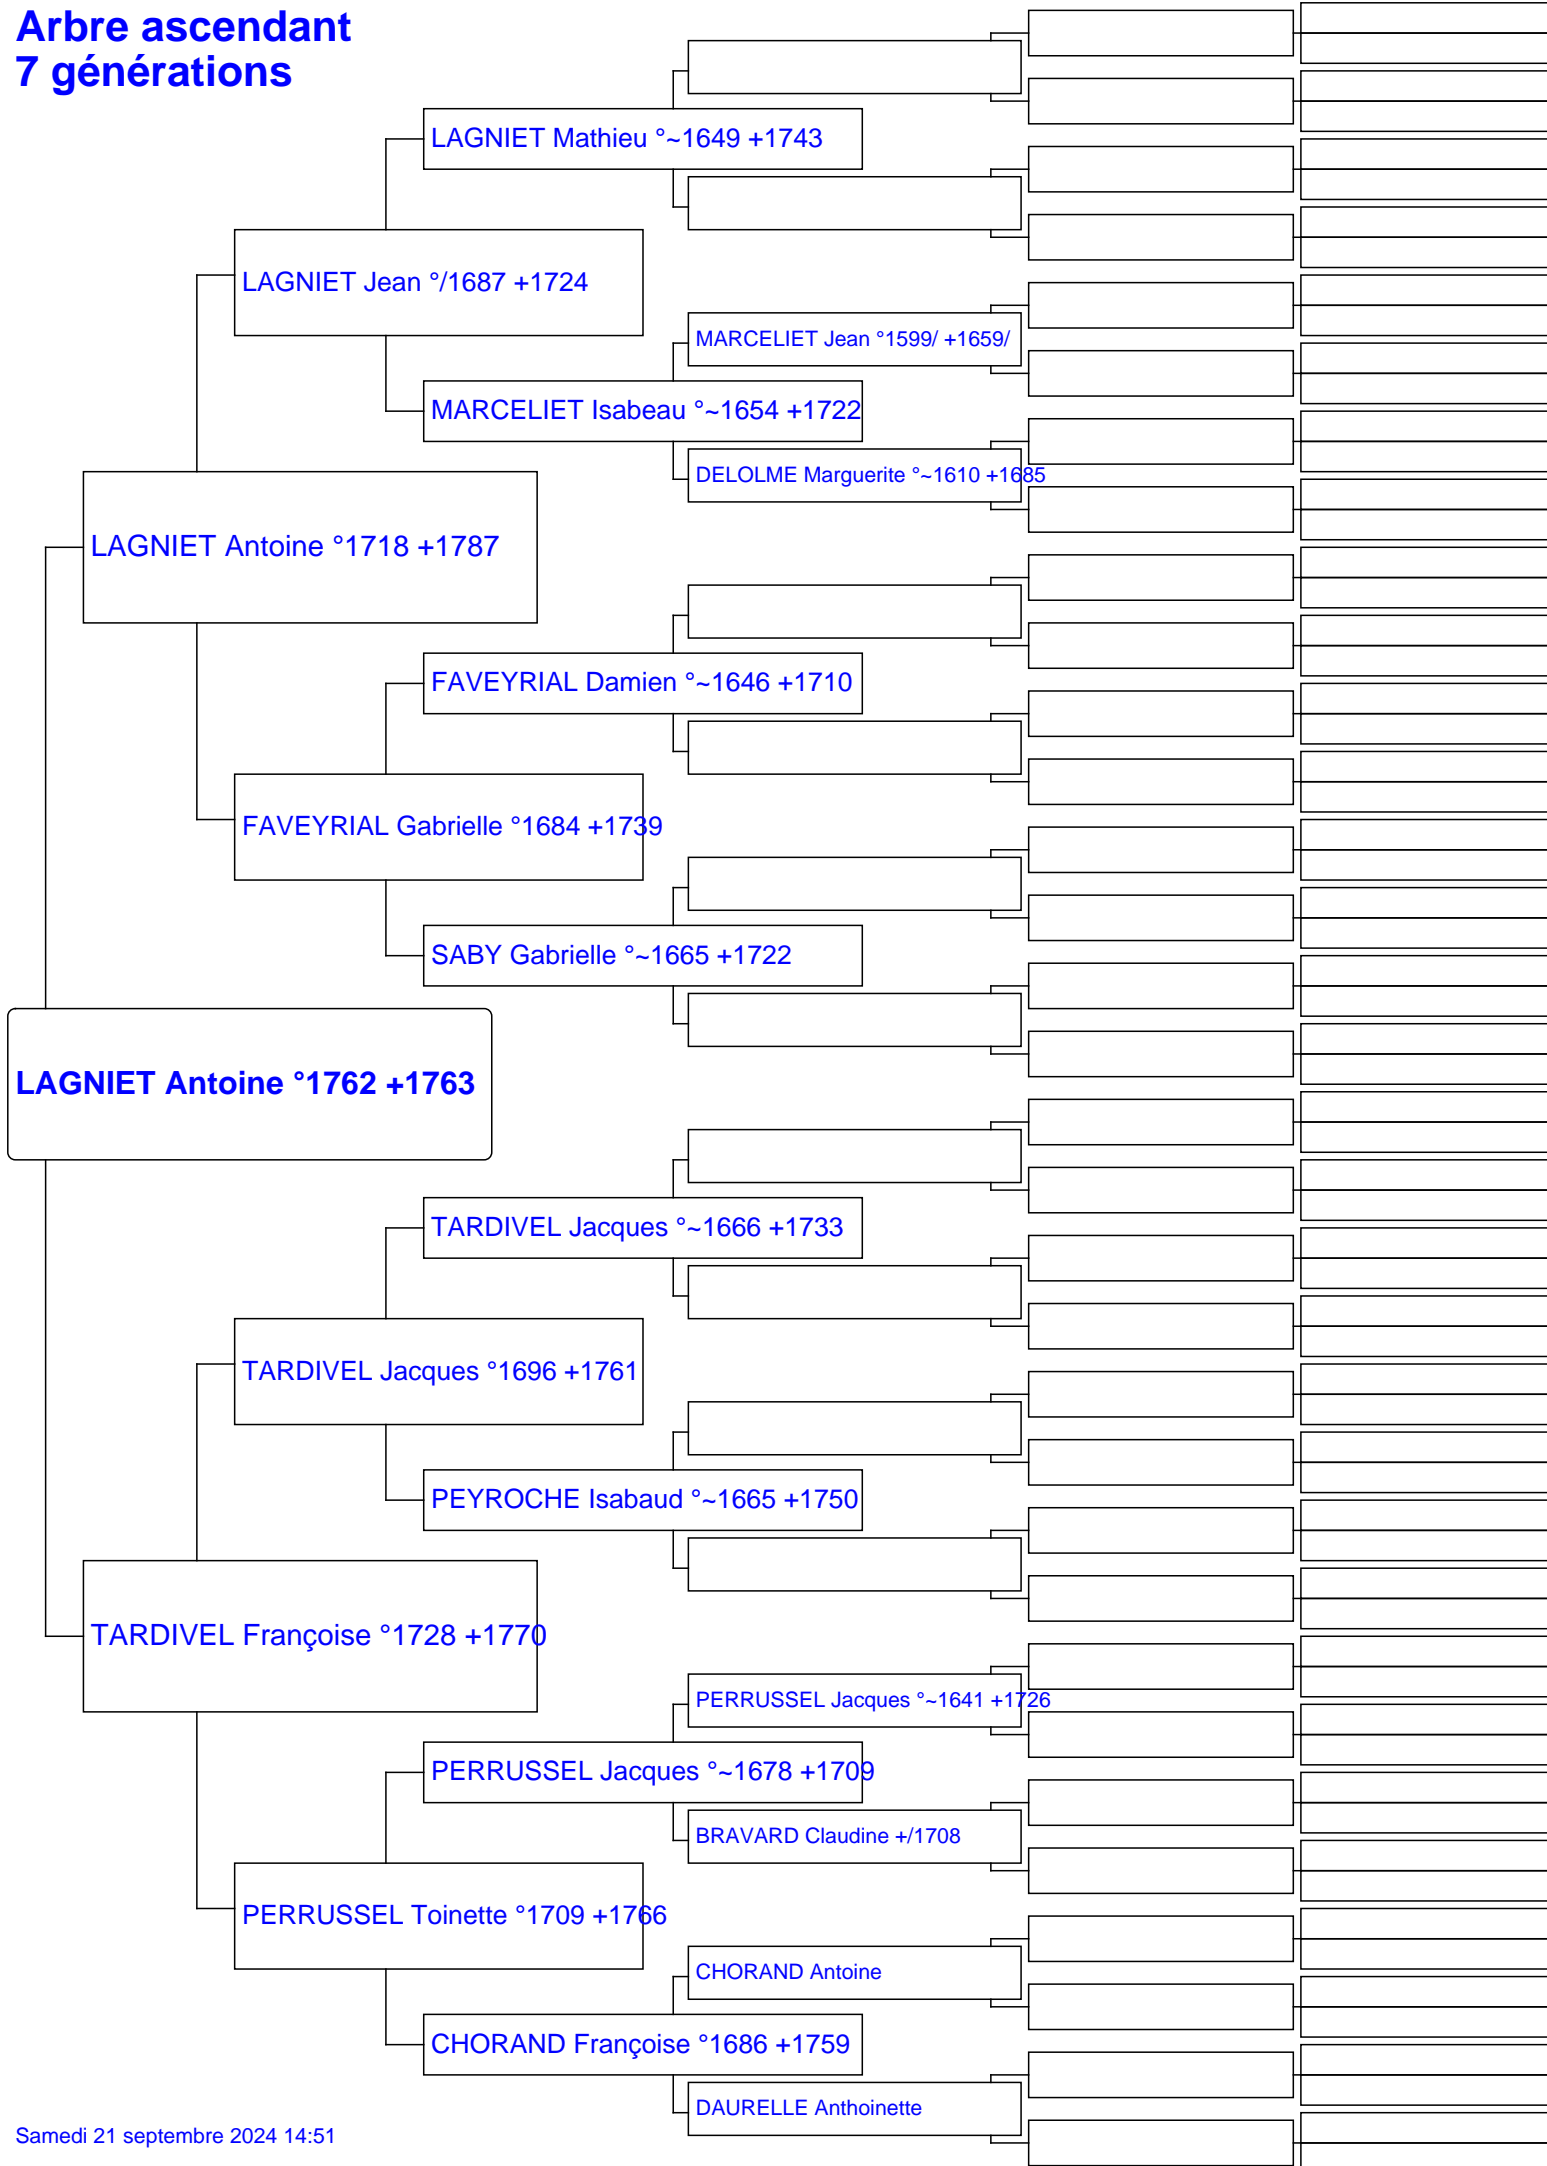 Arbre ascendant
7 générations
LAGNIET Mathieu °~1649 +1743
LAGNIET Jean °/1687 +1724
MARCELIET Jean °1599/ +1659/
MARCELIET Isabeau °~1654 +1722
DELOLME Marguerite °~1610 +1685
LAGNIET Antoine °1718 +1787
FAVEYRIAL Damien °~1646 +1710
FAVEYRIAL Gabrielle °1684 +1739
SABY Gabrielle °~1665 +1722
LAGNIET Antoine °1762 +1763
TARDIVEL Jacques °~1666 +1733
TARDIVEL Jacques °1696 +1761
PEYROCHE Isabaud °~1665 +1750
TARDIVEL Françoise °1728 +1770
PERRUSSEL Jacques °~1641 +1726
PERRUSSEL Jacques °~1678 +1709
BRAVARD Claudine +/1708
PERRUSSEL Toinette °1709 +1766
CHORAND Antoine
CHORAND Françoise °1686 +1759
DAURELLE Anthoinette
Samedi 21 septembre 2024 14:51